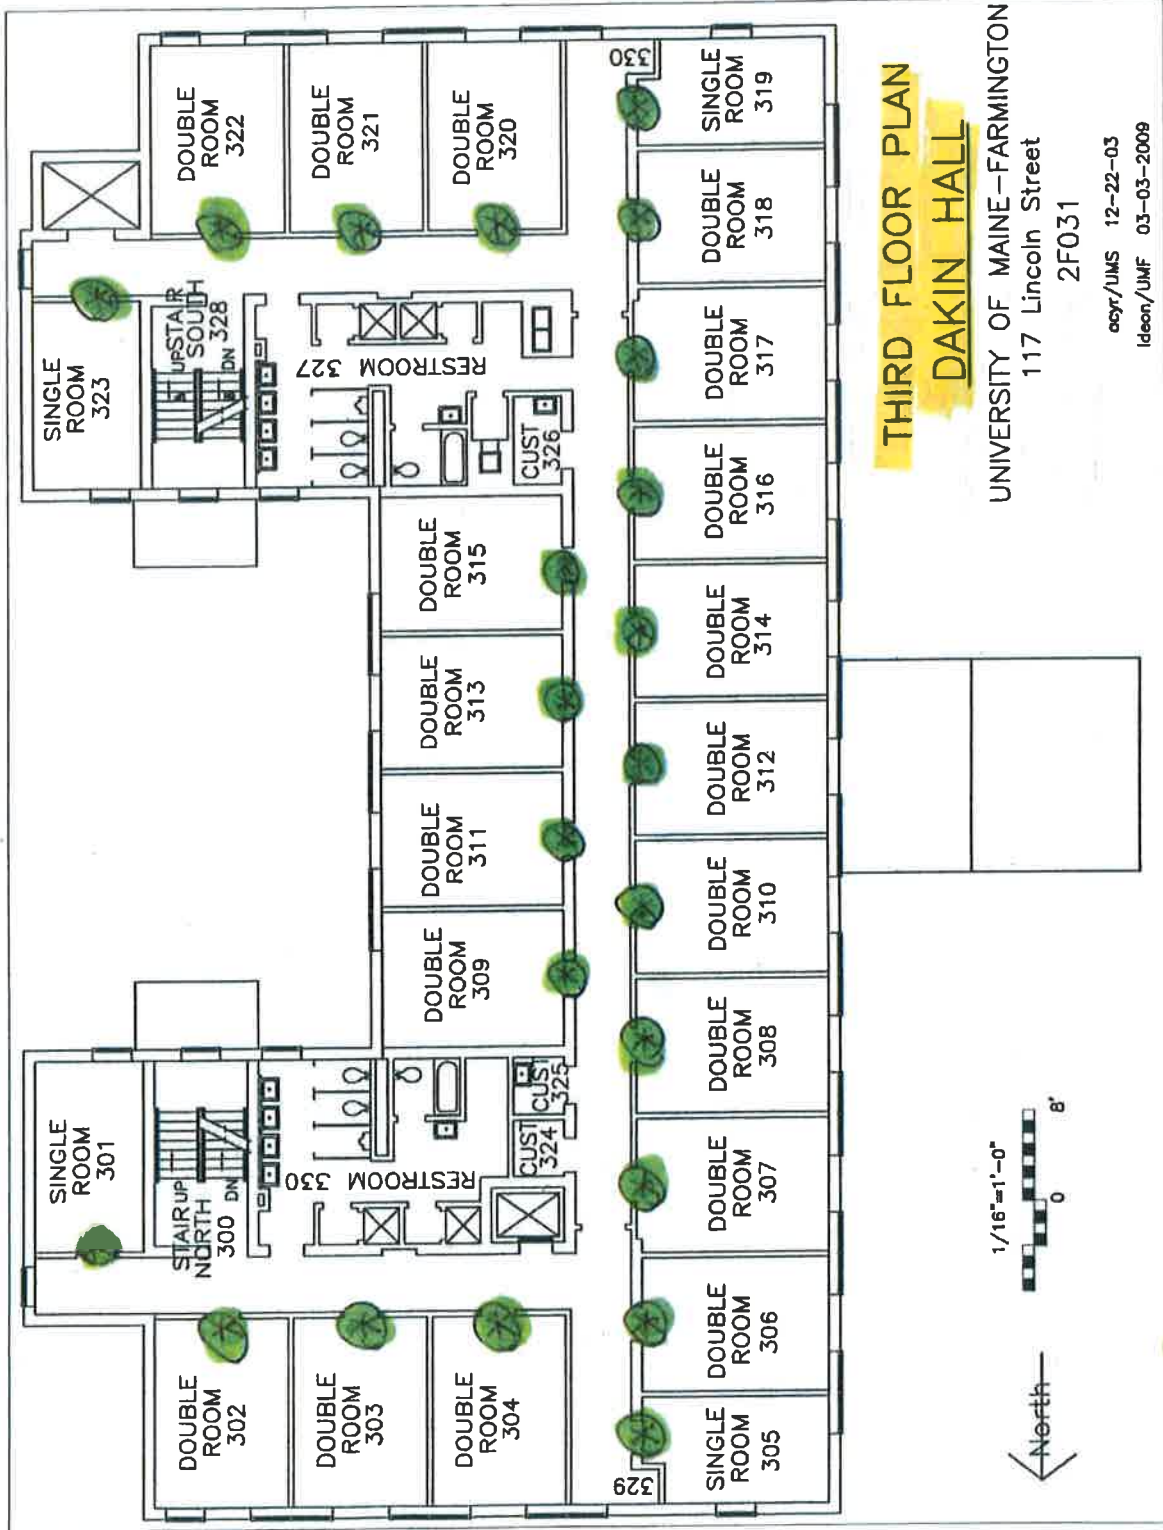 THIRD FLOOR PLAN
DAKIN HALL
UNIVERSITY OF MAINE-FARMINGTON
117 Lincoln Street
2F031
acyr/UMS 12-22-03
ldeon/UMF 03-03-2009
SINGLE
ROOM
301
STAIR
NORTH
300
UP
DN
DOUBLE
ROOM
302
DOUBLE
ROOM
303
DOUBLE
ROOM
304
SINGLE
ROOM
305
329
DOUBLE
ROOM
306
DOUBLE
ROOM
307
DOUBLE
ROOM
308
DOUBLE
ROOM
309
DOUBLE
ROOM
310
DOUBLE
ROOM
311
DOUBLE
ROOM
312
DOUBLE
ROOM
313
DOUBLE
ROOM
314
DOUBLE
ROOM
315
DOUBLE
ROOM
316
DOUBLE
ROOM
317
DOUBLE
ROOM
318
SINGLE
ROOM
319
330
DOUBLE
ROOM
320
DOUBLE
ROOM
321
DOUBLE
ROOM
322
SINGLE
ROOM
323
UP
STAIR
SOUTH
328
DN
RESTROOM 327
CUST
326
RESTROOM 330
CUST
324
CUST
325
1/16"=1'-0"
0
8'
North